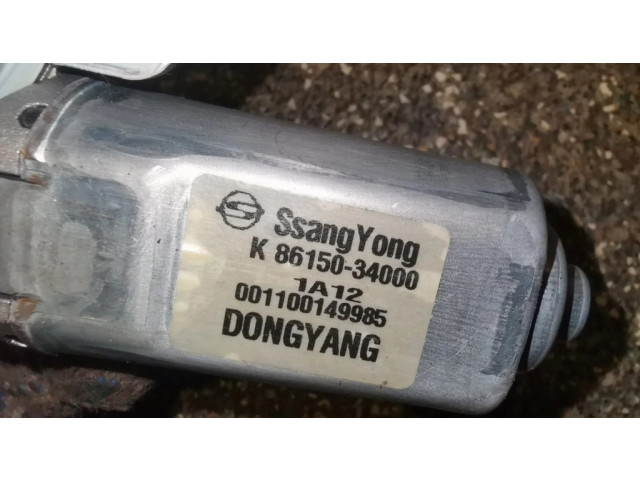 SsangYong
K 86150-34000
1A12
001100149985
DONGYANG